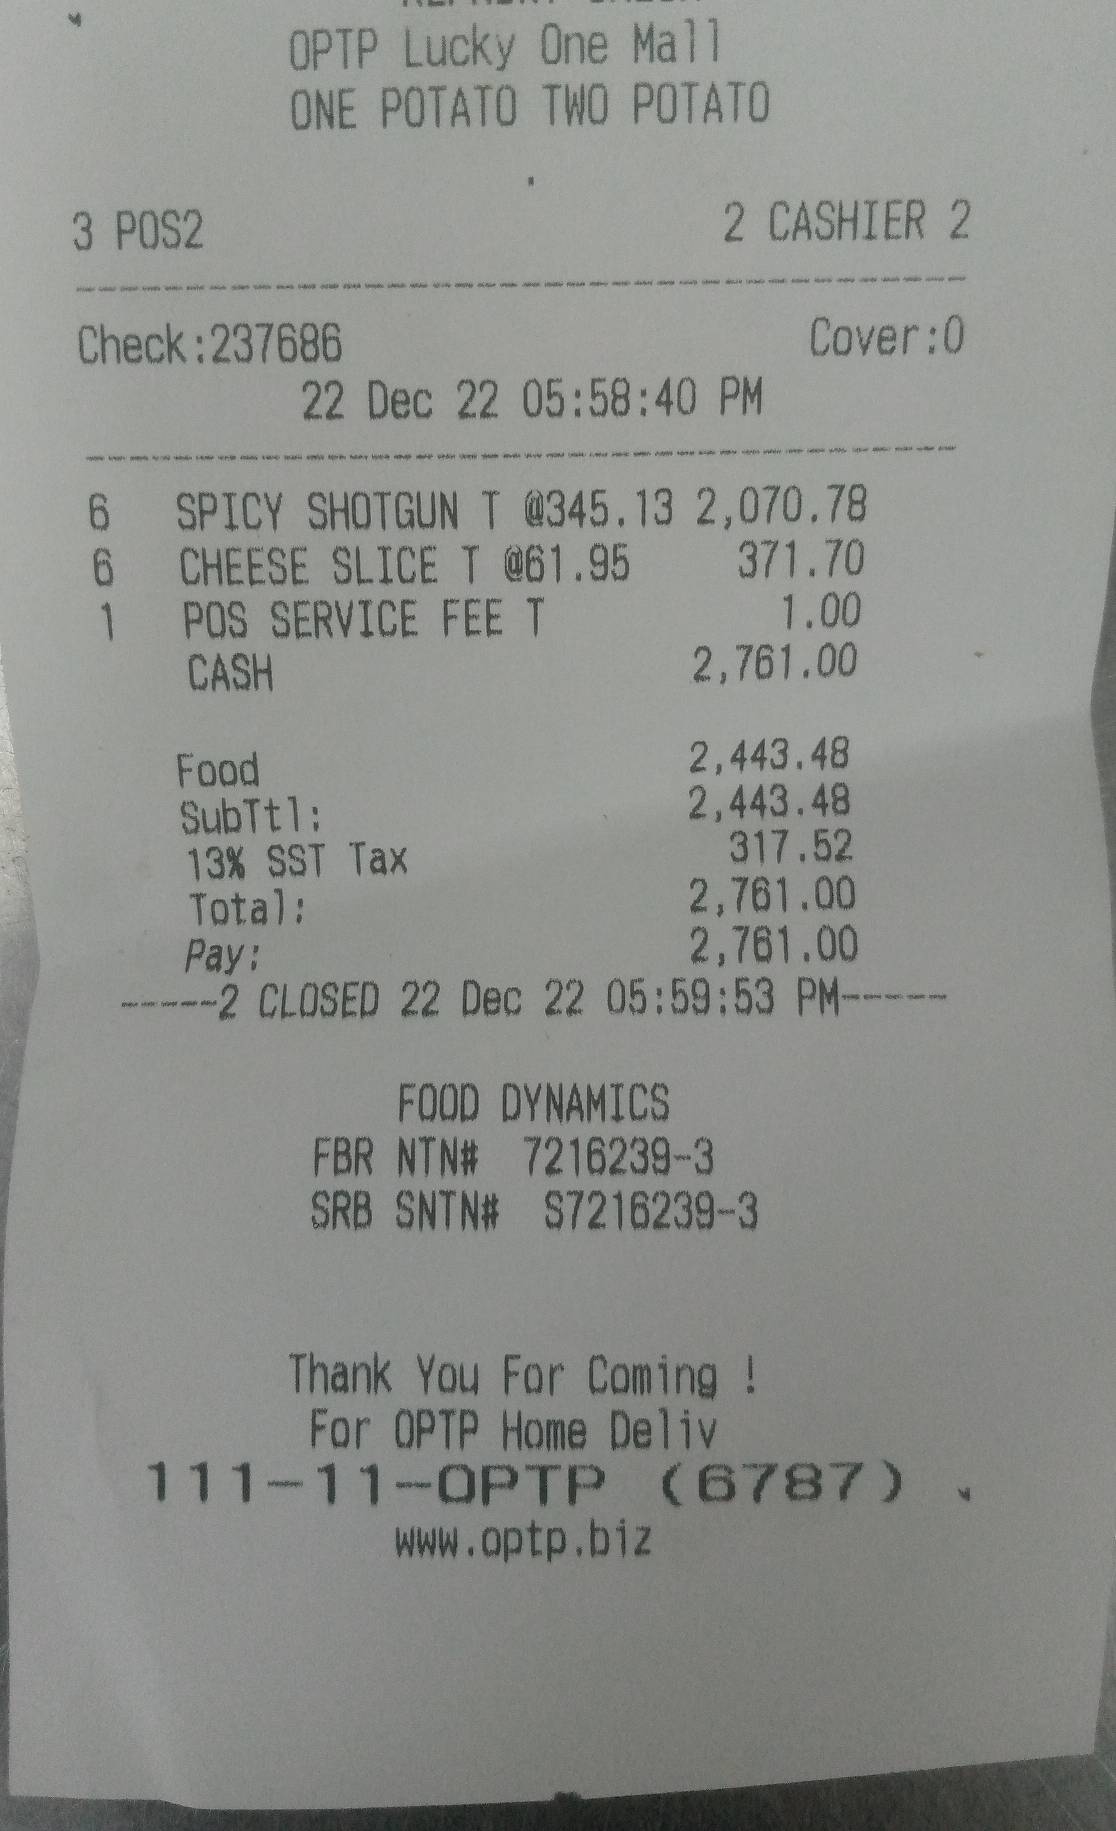 OPTP Lucky One Mall
ONE POTATO TWO POTATO
3 POS2 2 CASHIER 2
Check:237686 Cover:0
22 Dec 22 05:58:40 PM
6 SPICY SHOTGUN T @345.13 2,070.78
6 CHEESE SLICE T @61.95 371.70
1 POS SERVICE FEE T 1.00
CASH 2,761.00
Food 2,443.48
SubTtl: 2,443.48
13% SST Tax 317.52
Total: 2,761.00
Pay: 2,761.00
-----2 CLOSED 22 Dec 22 05:59:53 PM-----
FOOD DYNAMICS
FBR NTN# 7216239-3
SRB SNTN# S7216239-3
Thank You For Coming !
For OPTP Home Deliv
111-11-OPTP (6787)
www.optp.biz